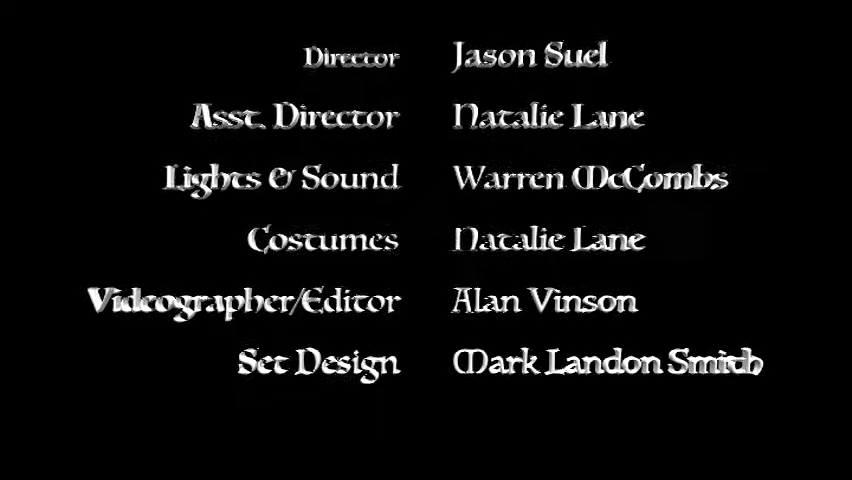 Director Jason Suel
Asst. Director Natalie Lane
Lights & Sound Warren McCombs
Costumes Natalie Lane
Videographer/Editor Alan Vinson
Set Design Mark Landon Smith